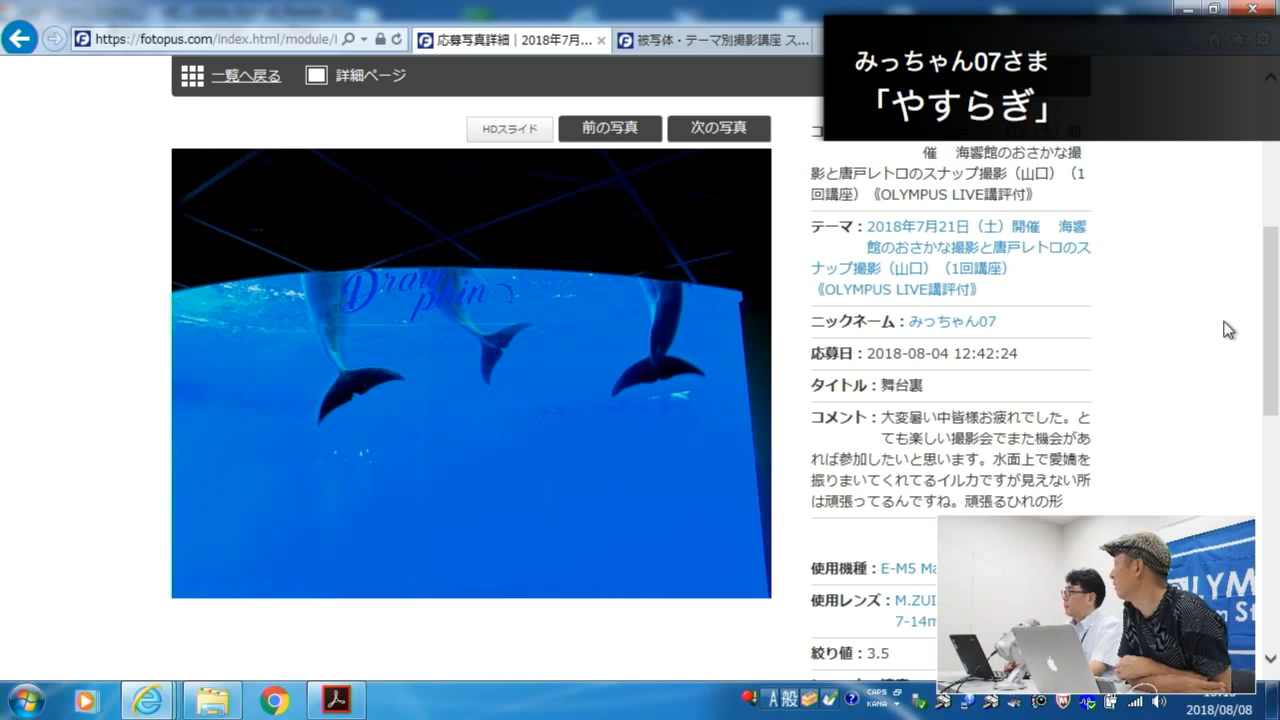 https://fotopus.com/index.html/module/
応募写真詳細 | 2018年7月...
被写体・テーマ別撮影講座 ス...
みっちゃん07さま
「やすらぎ」
一覧へ戻る
詳細ページ
HDスライド
前の写真
次の写真
催 海響館のおさかな撮
影と唐戸レトロのスナップ撮影（山口）（1
回講座）《OLYMPUS LIVE講評付》
テーマ：2018年7月21日（土）開催 海響
館のおさかな撮影と唐戸レトロのス
ナップ撮影（山口）（1回講座）
《OLYMPUS LIVE講評付》
ニックネーム：みっちゃん07
応募日：2018-08-04 12:42:24
タイトル：舞台裏
コメント：大変暑い中皆様お疲れでした。と
ても楽しい撮影会でまた機会があ
れば参加したいと思います。水面上で愛嬌を
振りまいてくれてるイルカですが見えない所
は頑張ってるんですね。頑張るひれの形
使用機種：E-M5 Ma
使用レンズ：M.ZUI
7-14m
絞り値：3.5
A 般
CAPS
KANA
2018/08/08